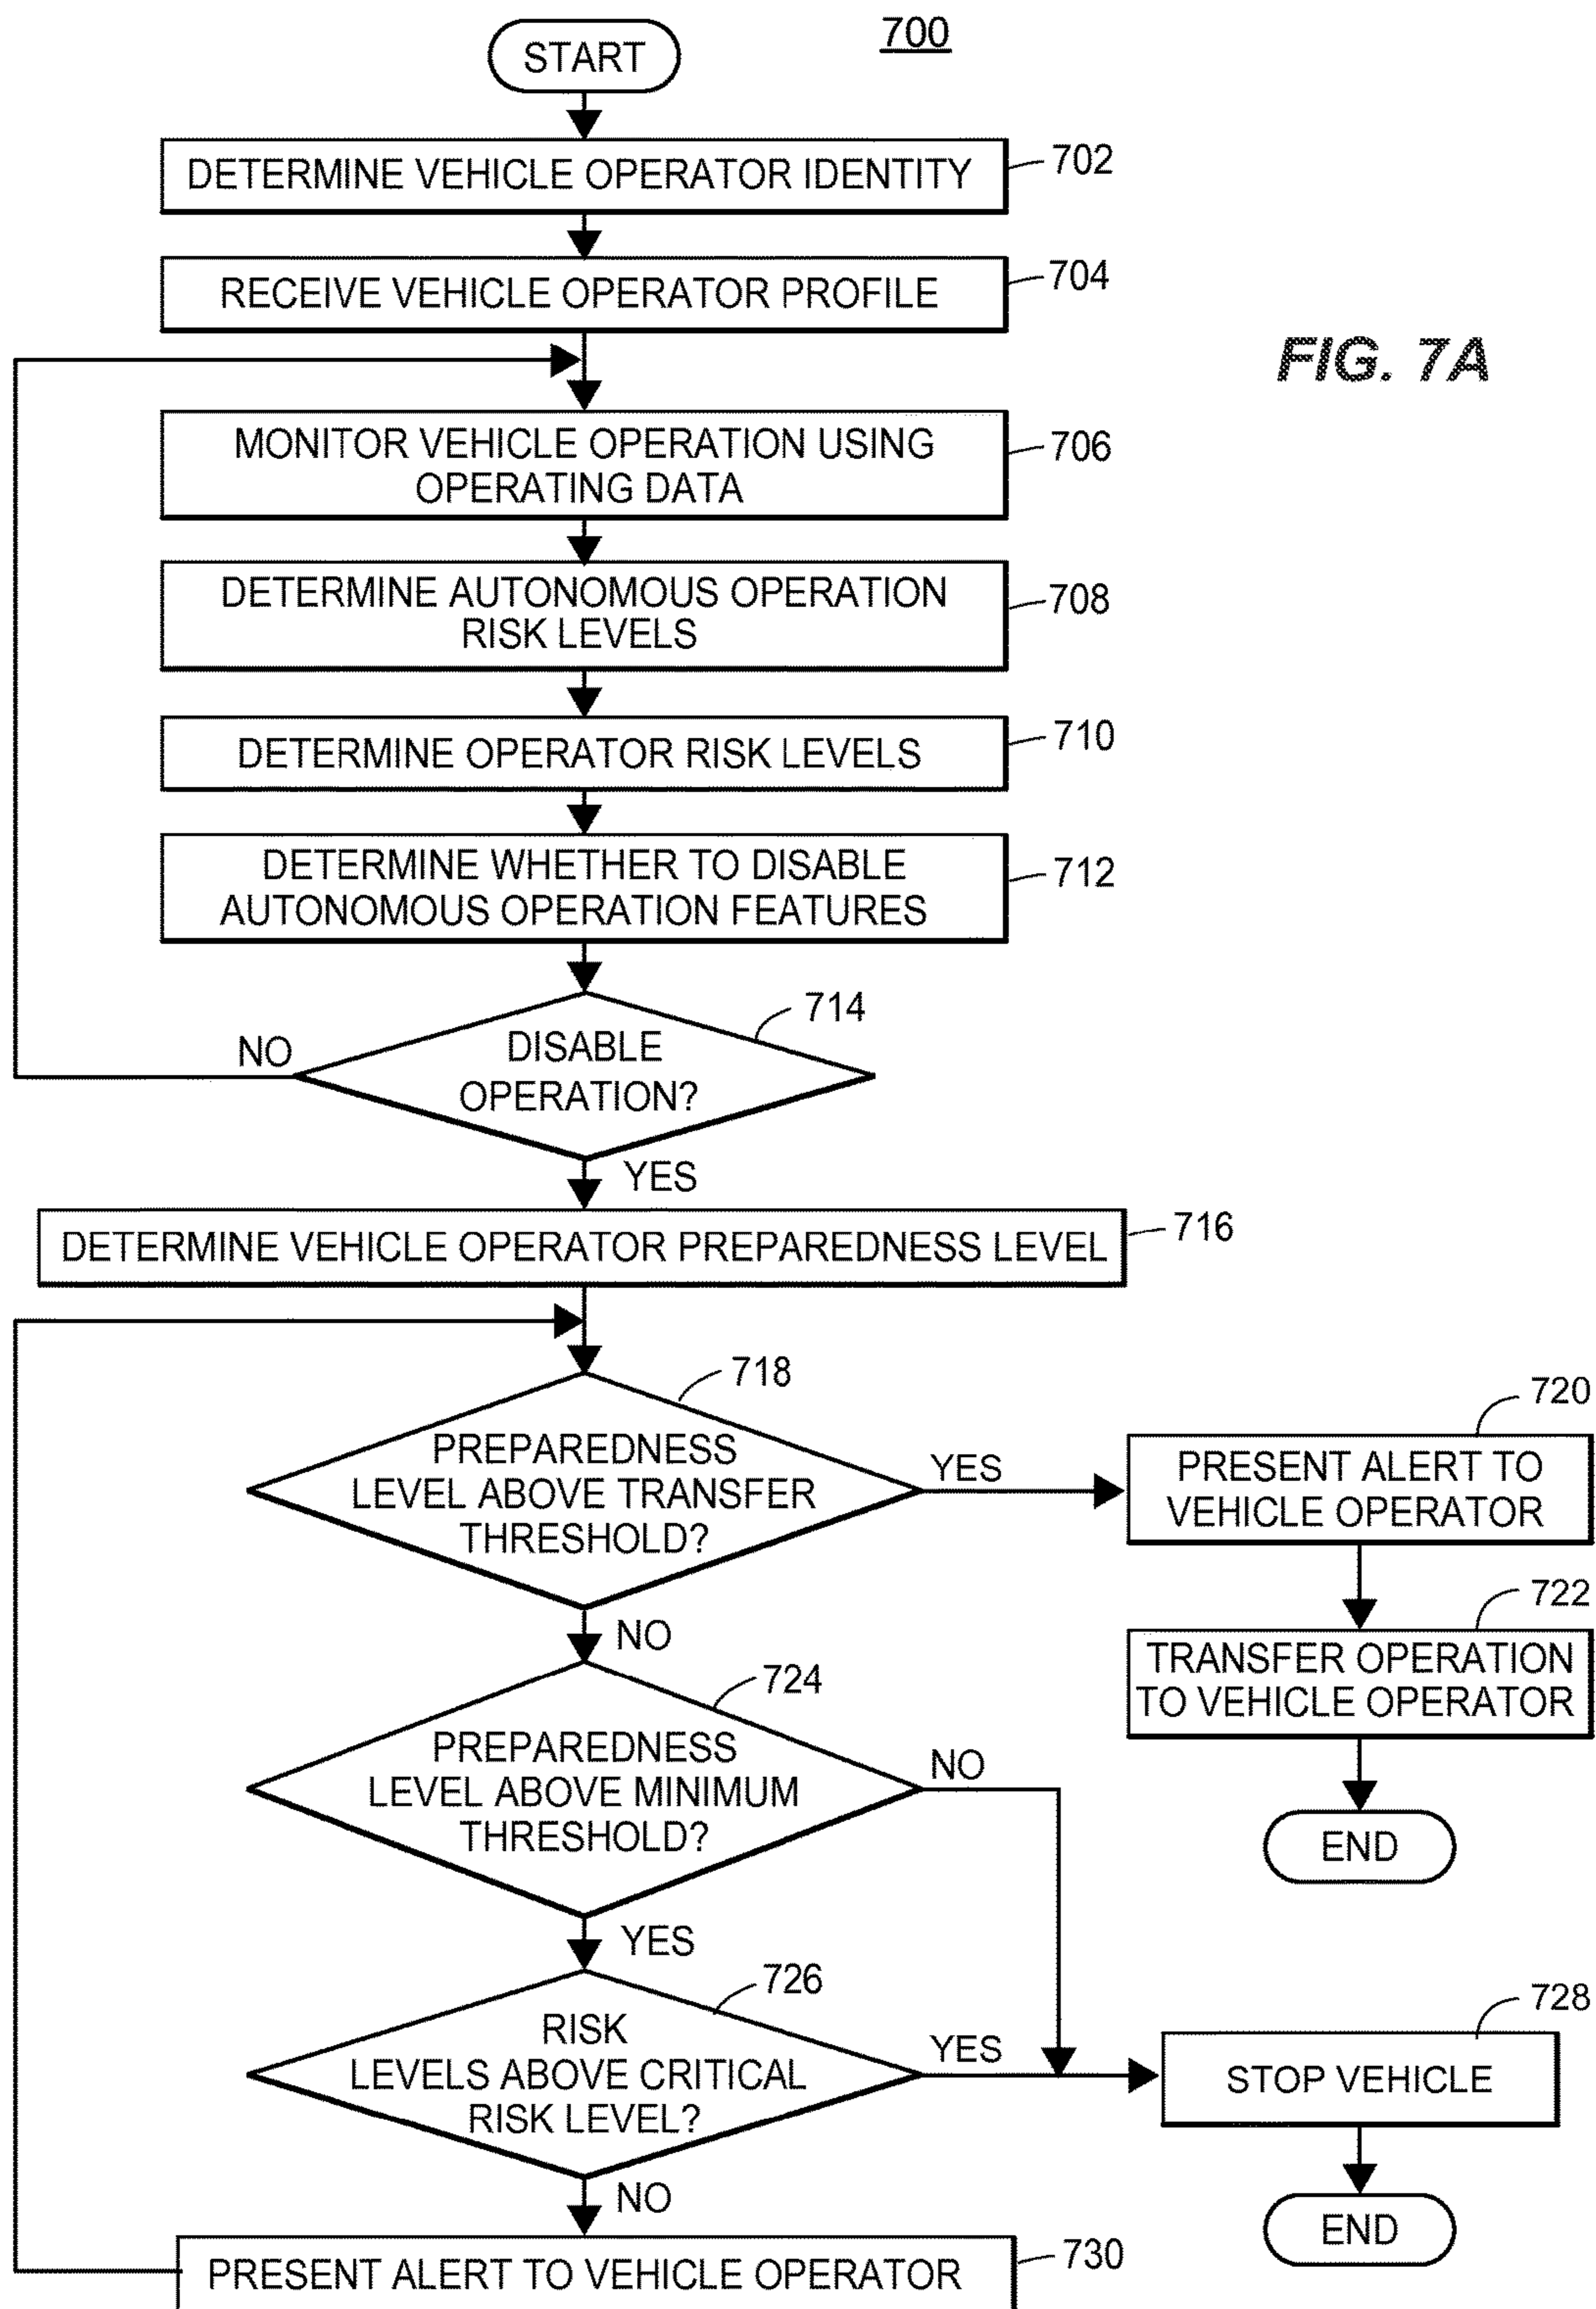 700
START
DETERMINE VEHICLE OPERATOR IDENTITY
702
RECEIVE VEHICLE OPERATOR PROFILE
704
FIG. 7A
MONITOR VEHICLE OPERATION USING
OPERATING DATA
706
DETERMINE AUTONOMOUS OPERATION
RISK LEVELS
708
DETERMINE OPERATOR RISK LEVELS
710
DETERMINE WHETHER TO DISABLE
AUTONOMOUS OPERATION FEATURES
712
714
NO
DISABLE
OPERATION?
YES
DETERMINE VEHICLE OPERATOR PREPAREDNESS LEVEL
716
718
PREPAREDNESS
LEVEL ABOVE TRANSFER
THRESHOLD?
YES
720
PRESENT ALERT TO
VEHICLE OPERATOR
722
TRANSFER OPERATION
TO VEHICLE OPERATOR
END
NO
724
PREPAREDNESS
LEVEL ABOVE MINIMUM
THRESHOLD?
NO
YES
726
RISK
LEVELS ABOVE CRITICAL
RISK LEVEL?
YES
728
STOP VEHICLE
END
NO
PRESENT ALERT TO VEHICLE OPERATOR
730